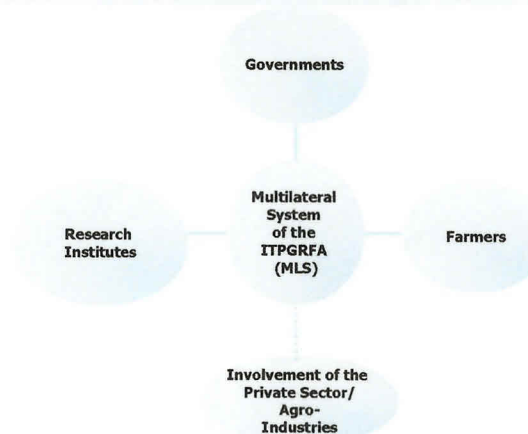 Governments
Multilateral
System
of the
ITPGRFA
(MLS)
Research
Institutes
Farmers
Involvement of the
Private Sector/
Agro-
Industries